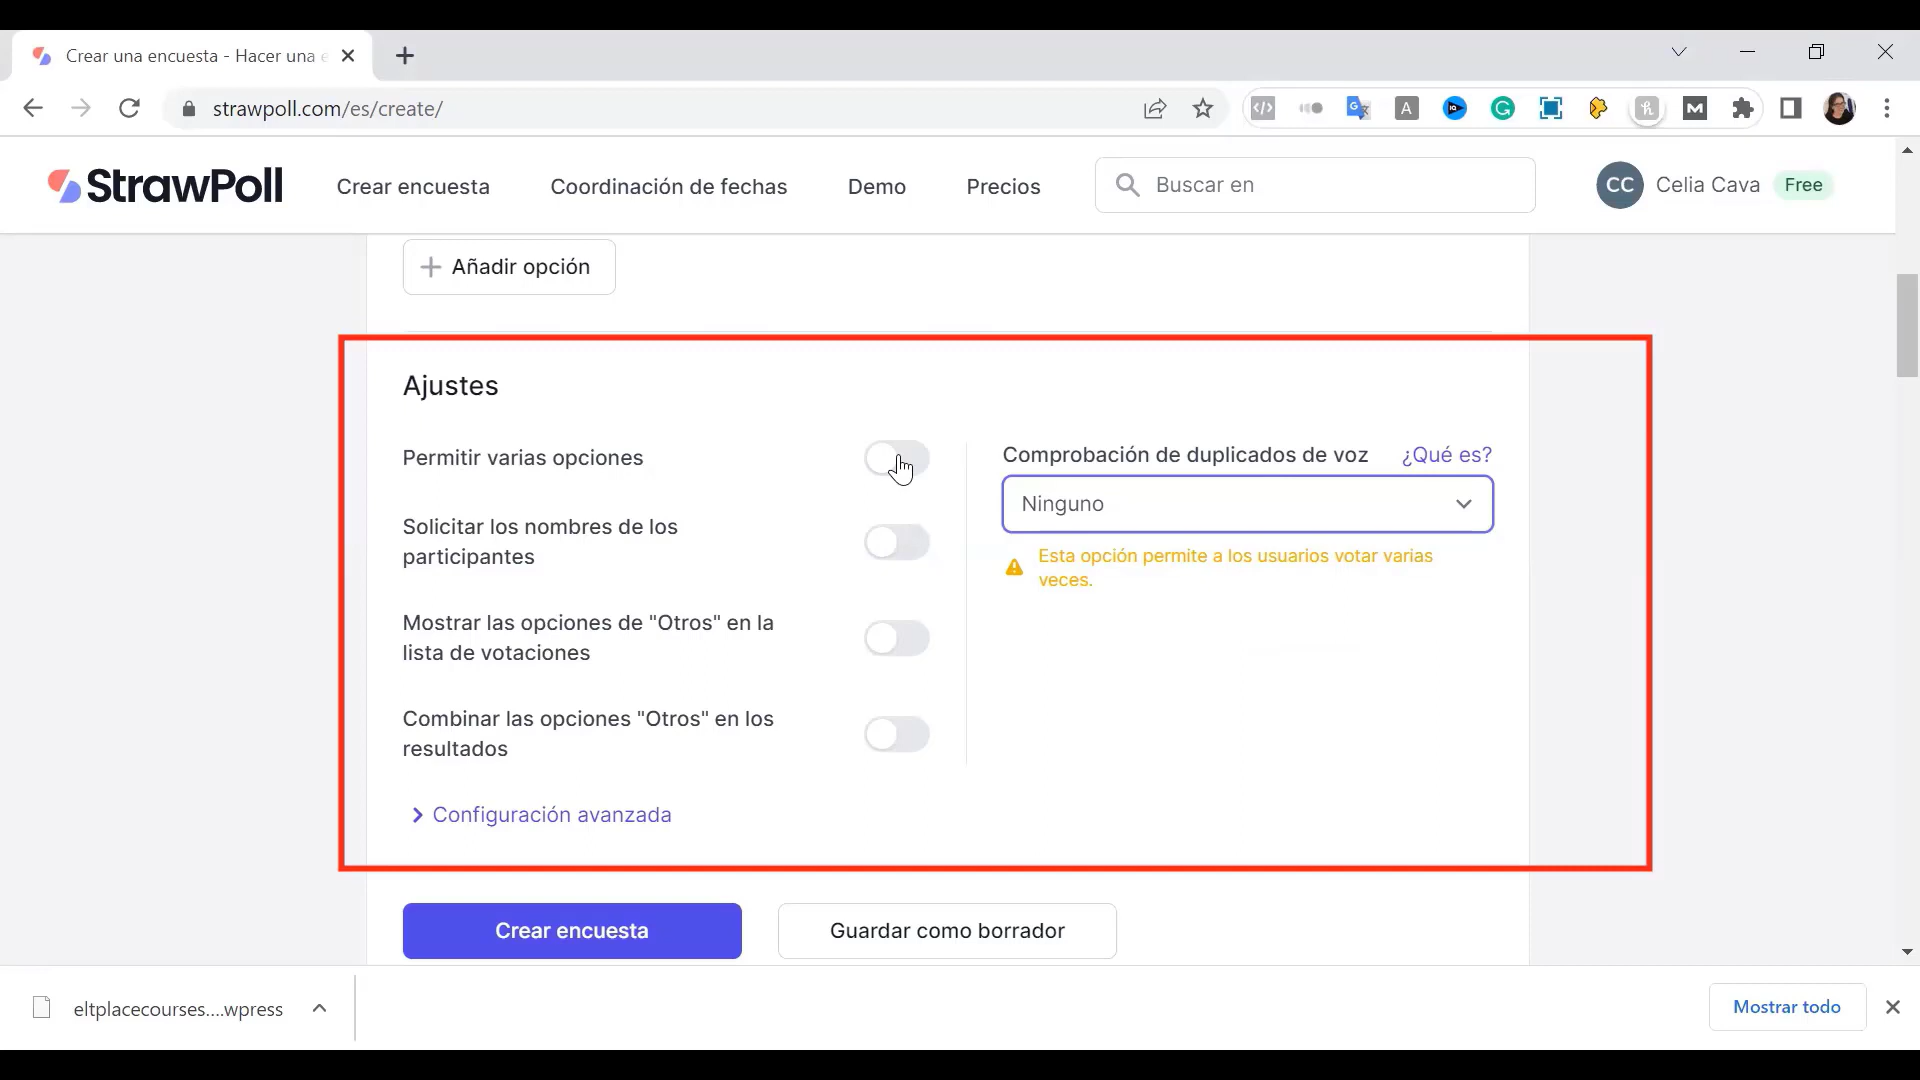 Crear una encuesta - Hacer una e
strawpoll.com/es/create/
StrawPoll
Crear encuesta
Coordinación de fechas
Demo
Precios
Buscar en
CC
Celia Cava
Free
Añadir opción
Ajustes
Permitir varias opciones
Solicitar los nombres de los
participantes
Mostrar las opciones de "Otros" en la
lista de votaciones
Combinar las opciones "Otros" en los
resultados
Configuración avanzada
Comprobación de duplicados de voz
¿Qué es?
Ninguno
Esta opción permite a los usuarios votar varias
veces.
Crear encuesta
Guardar como borrador
eltplacecourses....wpress
Mostrar todo